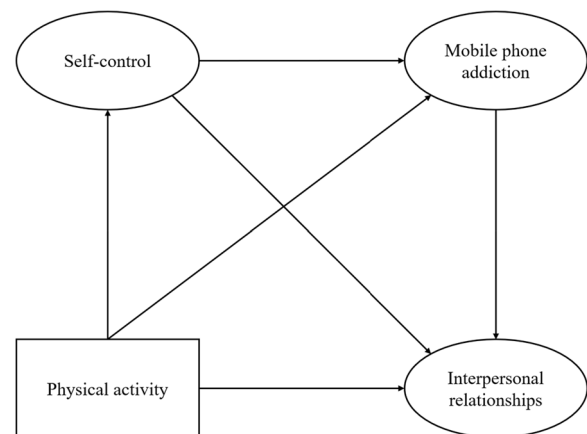 Self-control
Mobile phone
addiction
Physical activity
Interpersonal
relationships